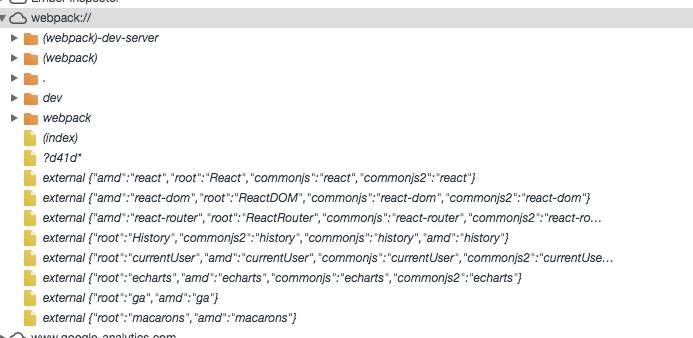 Ember Inspector
webpack://
(webpack)-dev-server
(webpack)
.
dev
webpack
(index)
?d41d*
external {"amd":"react","root":"React","commonjs":"react","commonjs2":"react"}
external {"amd":"react-dom","root":"ReactDOM","commonjs":"react-dom","commonjs2":"react-dom"}
external {"amd":"react-router","root":"ReactRouter","commonjs":"react-router","commonjs2":"react-ro…
external {"root":"History","commonjs2":"history","commonjs":"history","amd":"history"}
external {"root":"currentUser","amd":"currentUser","commonjs":"currentUser","commonjs2":"currentUse…
external {"root":"echarts","amd":"echarts","commonjs":"echarts","commonjs2":"echarts"}
external {"root":"ga","amd":"ga"}
external {"root":"macarons","amd":"macarons"}
www.google-analytics.com